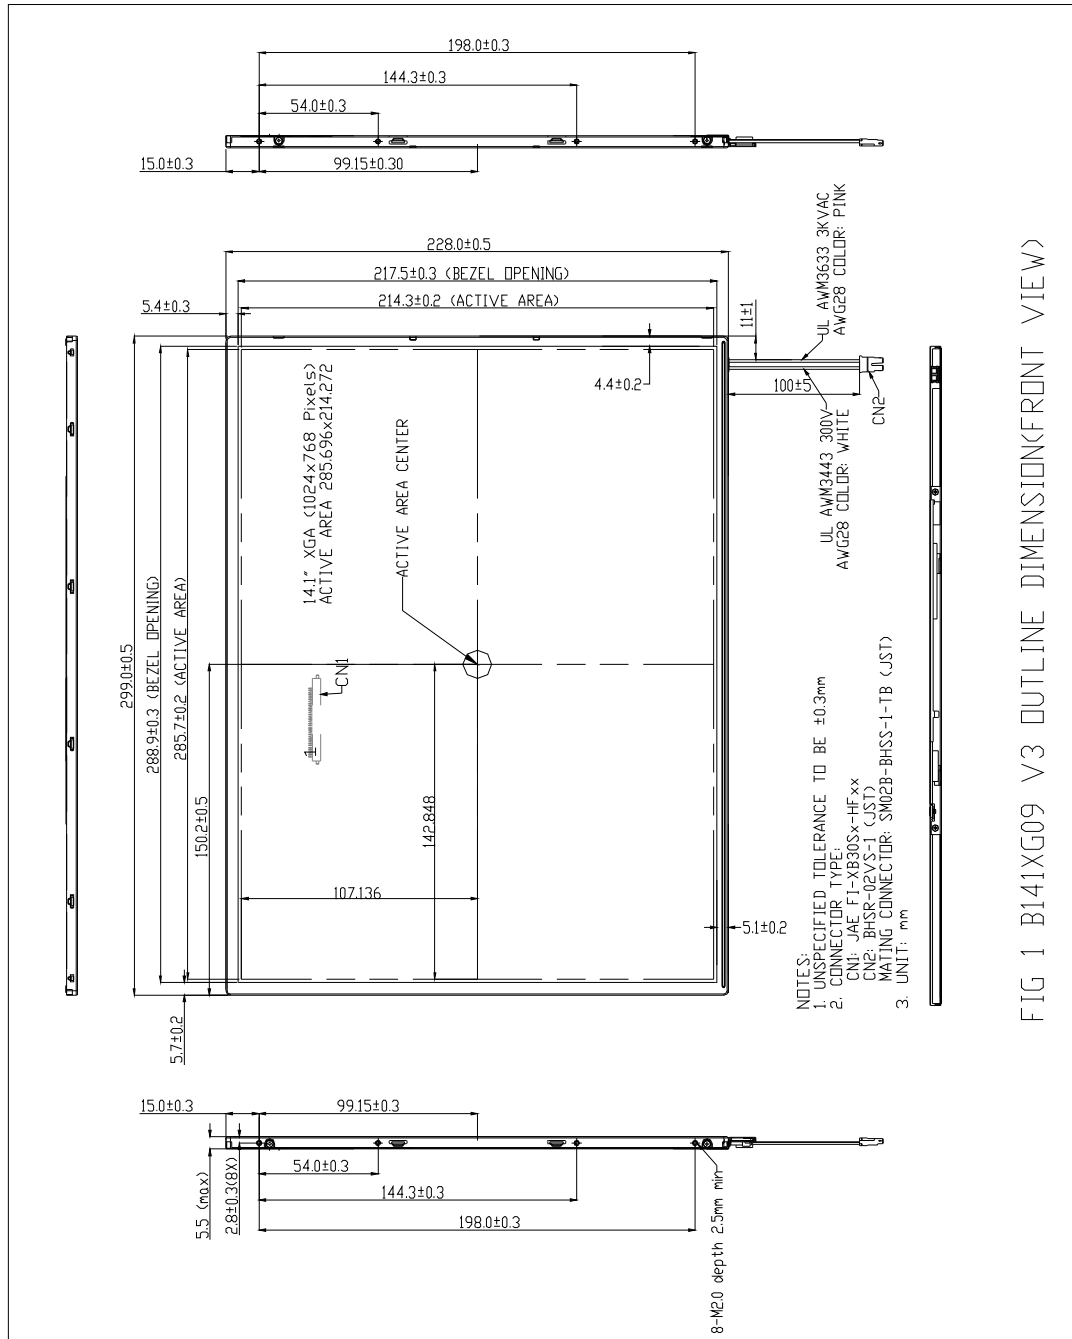 198.0±0.3
144.3±0.3
54.0±0.3
15.0±0.3
99.15±0.30
228.0±0.5
217.5±0.3 (BEZEL OPENING)
214.3±0.2 (ACTIVE AREA)
5.4±0.3
11±1
UL AWM3633 3KVAC
AWG28 COLOR: PINK
4.4±0.2
100±5
CN2
UL AWM3443 300V
AWG28 COLOR: WHITE
299.0±0.5
288.9±0.3 (BEZEL OPENING)
285.7±0.2 (ACTIVE AREA)
150.2±0.5
14.1" XGA (1024x768 Pixels)
ACTIVE AREA 285.696x214.272
ACTIVE AREA CENTER
CN1
1
142.848
107.136
5.1±0.2
5.7±0.2
NOTES:
1. UNSPECIFIED TOLERANCE TO BE ±0.3mm
2. CONNECTOR TYPE:
CN1: JAE FI-XB30Sx-HFxx
CN2: BHSR-02VS-1 (JST)
MATING CONNECTOR: SM02B-BHSS-1-TB (JST)
3. UNIT: mm
15.0±0.3
99.15±0.3
5.5 (max)
2.8±0.3(8X)
54.0±0.3
144.3±0.3
198.0±0.3
8-M2.0 depth 2.5mm min
FIG 1 B141XG09 V3 OUTLINE DIMENSION(FRONT VIEW)